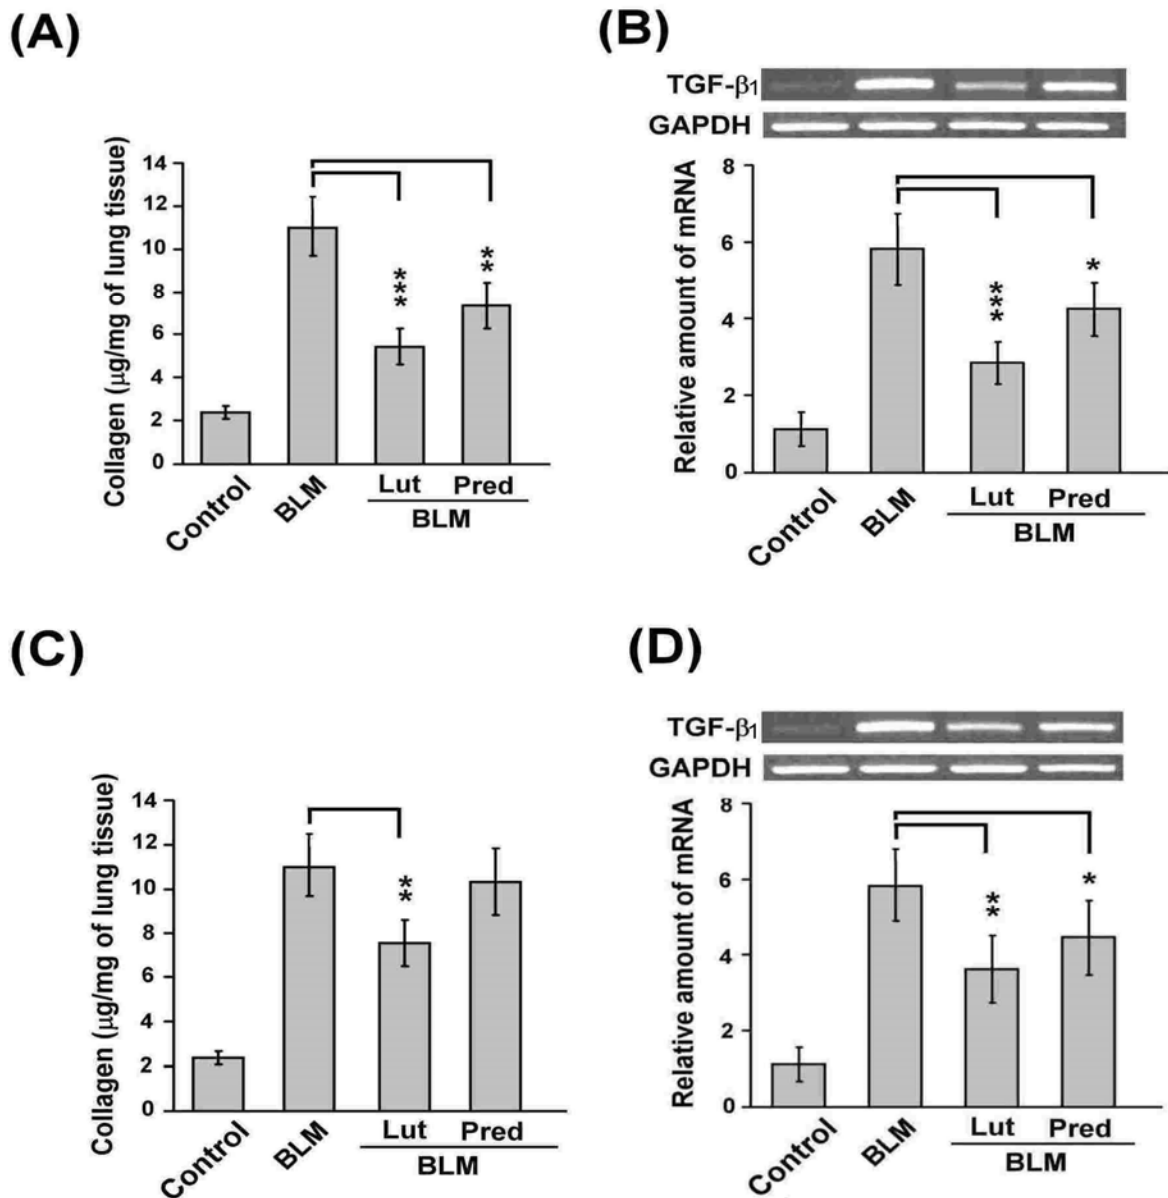 (A)
Collagen (μg/mg of lung tissue)
14
12
10
8
6
4
2
0
***
**
Control
BLM
Lut
Pred
BLM
(B)
TGF-β1
GAPDH
Relative amount of mRNA
8
6
4
2
0
***
*
Control
BLM
Lut
Pred
BLM
(C)
Collagen (μg/mg of lung tissue)
14
12
10
8
6
4
2
0
**
Control
BLM
Lut
Pred
BLM
(D)
TGF-β1
GAPDH
Relative amount of mRNA
8
6
4
2
0
**
*
Control
BLM
Lut
Pred
BLM